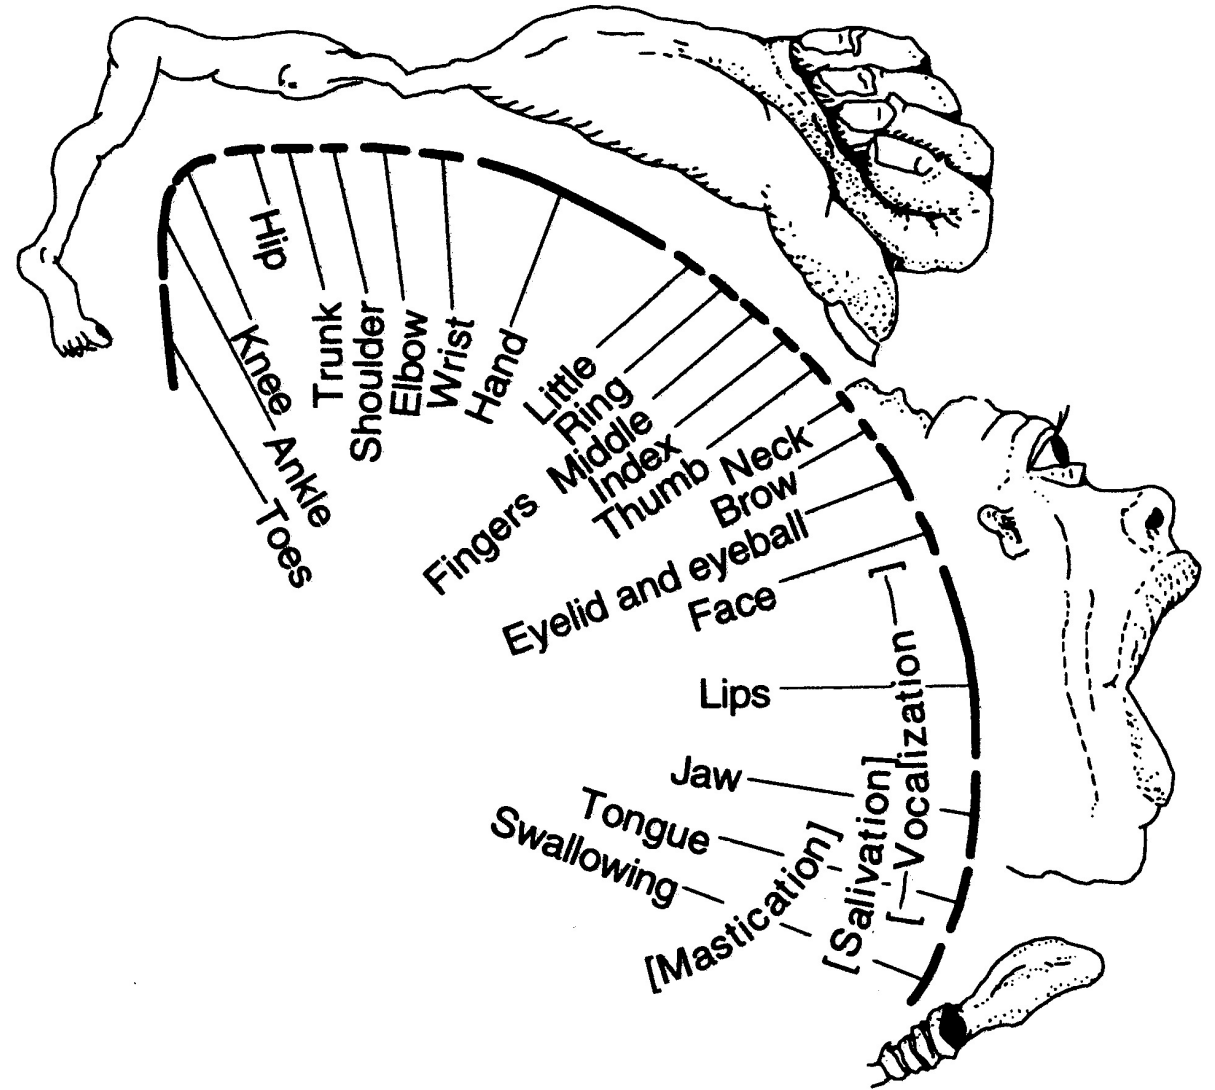 Toes
Ankle
Knee
Hip
Trunk
Shoulder
Elbow
Wrist
Hand
Little
Ring
Middle
Index
Thumb
Fingers
Neck
Brow
Eyelid and eyeball
Face
Lips
Jaw
Tongue
Swallowing
[Mastication]
[Salivation]
[—Vocalization—]